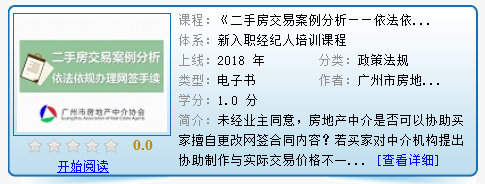 二手房交易案例分析
依法依规办理网签手续
广州市房地产中介协会
Guangzhou Association of Real Estate Agents
0.0
开始阅读
课程：《二手房交易案例分析－－依法依...
体系：新入职经纪人培训课程
上线：2018 年 分类：政策法规
类型：电子书 作者：广州市房地...
学分：1.0 分
简介：未经业主同意，房地产中介是否可以协助买
家擅自更改网签合同内容？若买家对中介机构提出
协助制作与实际交易价格不一... [查看详细]